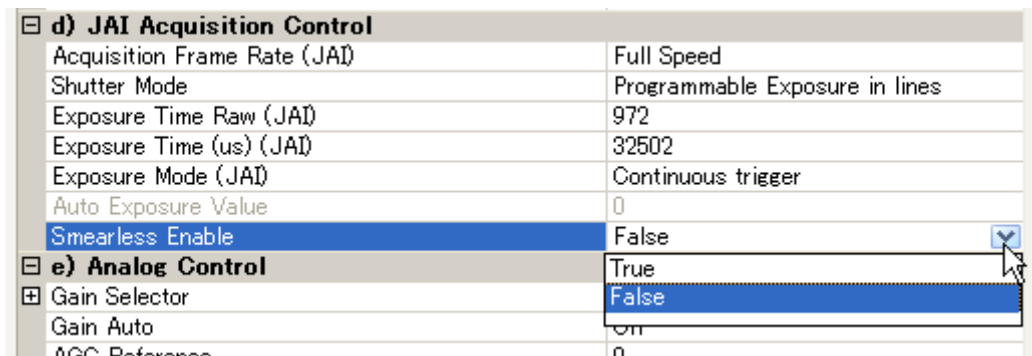 d) JAI Acquisition Control
Acquisition Frame Rate (JAI) Full Speed
Shutter Mode Programmable Exposure in lines
Exposure Time Raw (JAI) 972
Exposure Time (us) (JAI) 32502
Exposure Mode (JAI) Continuous trigger
Auto Exposure Value 0
Smearless Enable False
e) Analog Control True
Gain Selector False
Gain Auto
AGC Reference